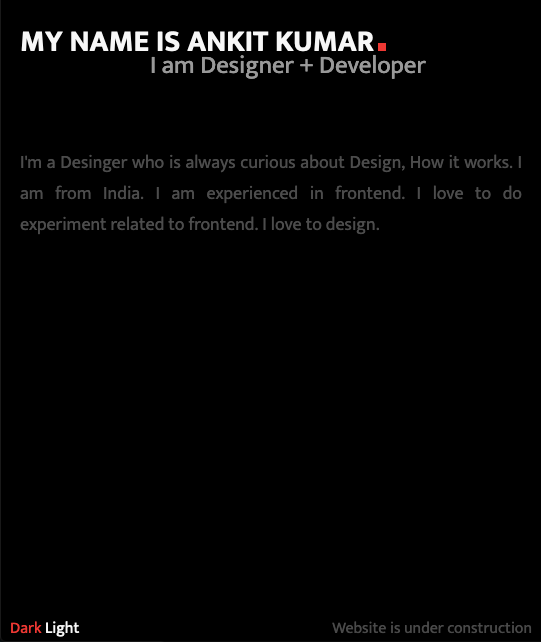 MY NAME IS ANKIT KUMAR.
I am Designer + Developer
I'm a Desinger who is always curious about Design, How it works. I
am from India. I am experienced in frontend. I love to do
experiment related to frontend. I love to design.
Dark Light
Website is under construction